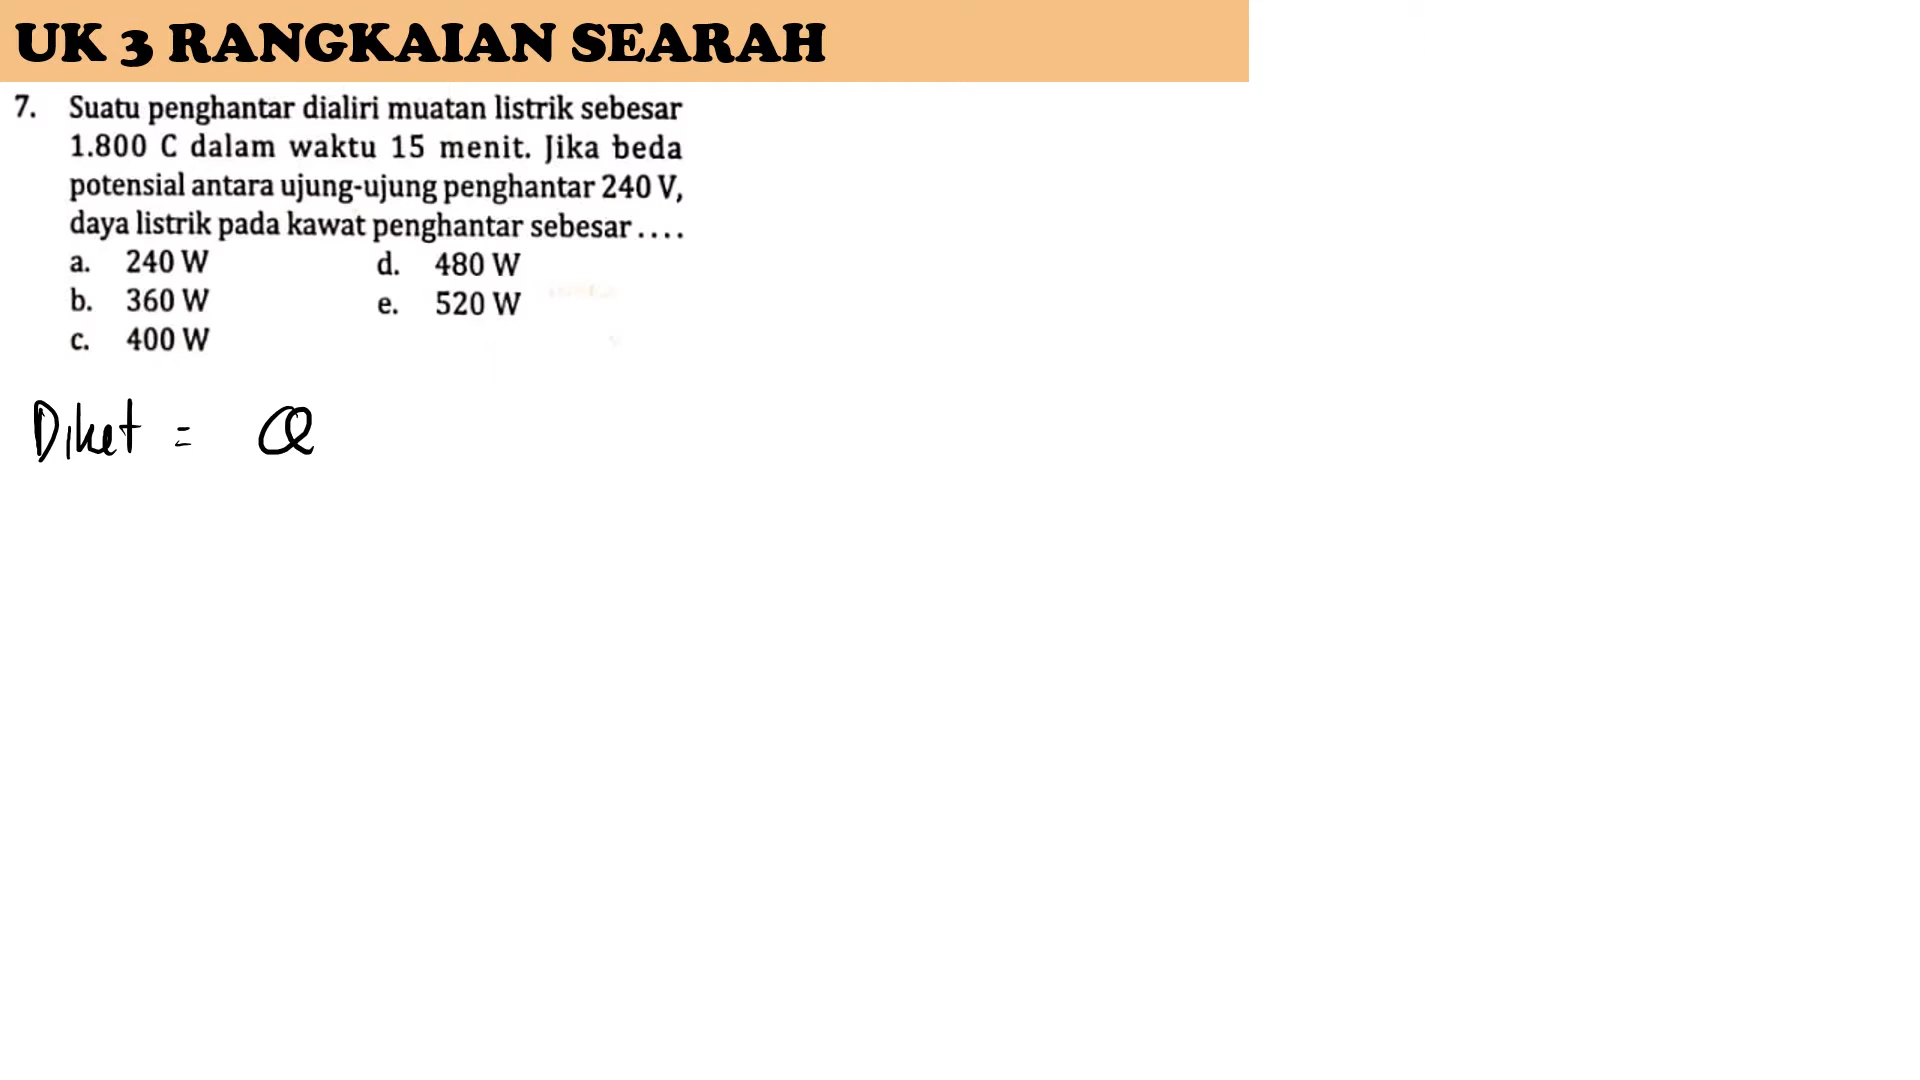 UK 3 RANGKAIAN SEARAH
7. Suatu penghantar dialiri muatan listrik sebesar
1.800 C dalam waktu 15 menit. Jika beda
potensial antara ujung-ujung penghantar 240 V,
daya listrik pada kawat penghantar sebesar . . . .
a. 240 W d. 480 W
b. 360 W e. 520 W
c. 400 W
Diket = Q